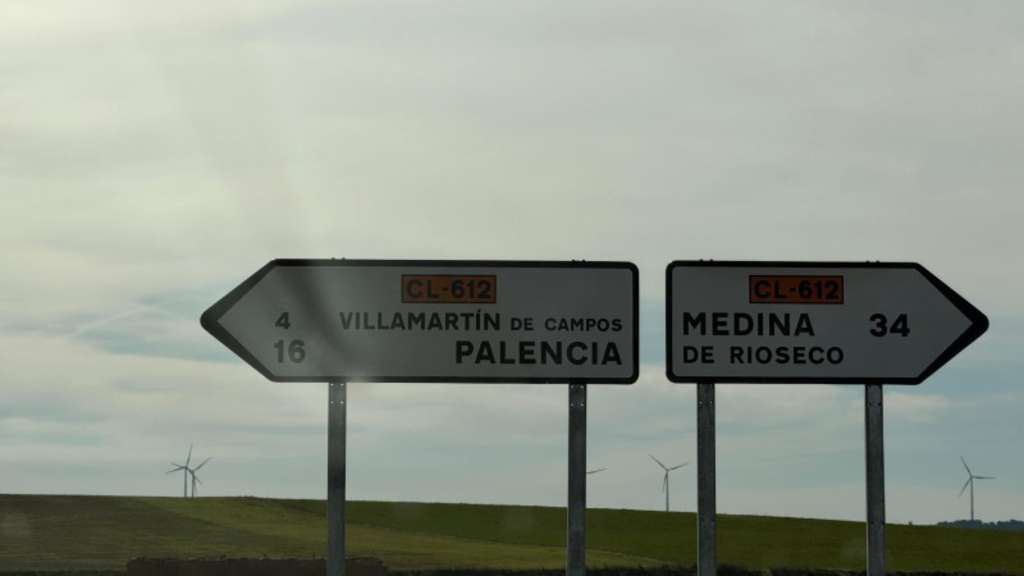 CL-612
4 VILLAMARTÍN DE CAMPOS
16 PALENCIA
CL-612
MEDINA 34
DE RIOSECO